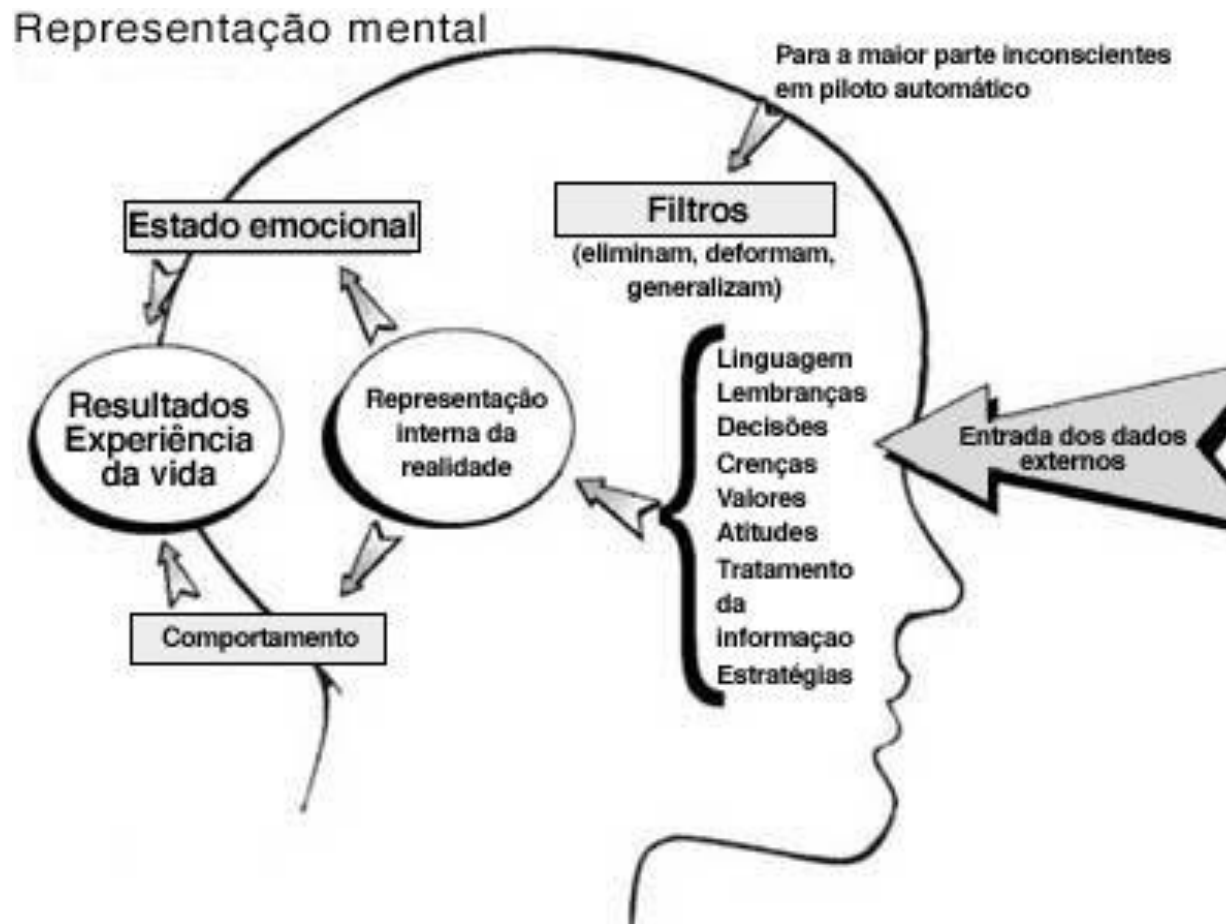 Representação mental
Para a maior parte inconscientes
em piloto automático
Estado emocional
Filtros
(eliminam, deformam,
generalizam)
Resultados
Experiência
da vida
Representação
interna da
realidade
Linguagem
Lembranças
Decisões
Crenças
Valores
Atitudes
Tratamento
da
informaçao
Estratégias
Entrada dos dados
externos
Comportamento